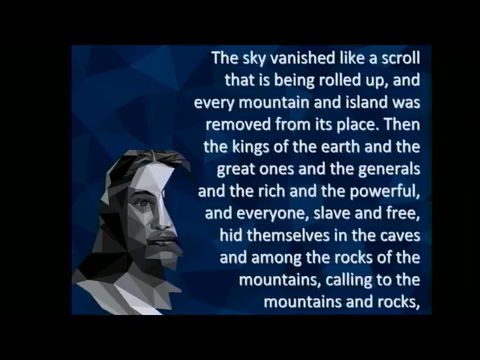 The sky vanished like a scroll
that is being rolled up, and
every mountain and island was
removed from its place. Then
the kings of the earth and the
great ones and the generals
and the rich and the powerful,
and everyone, slave and free,
hid themselves in the caves
and among the rocks of the
mountains, calling to the
mountains and rocks,